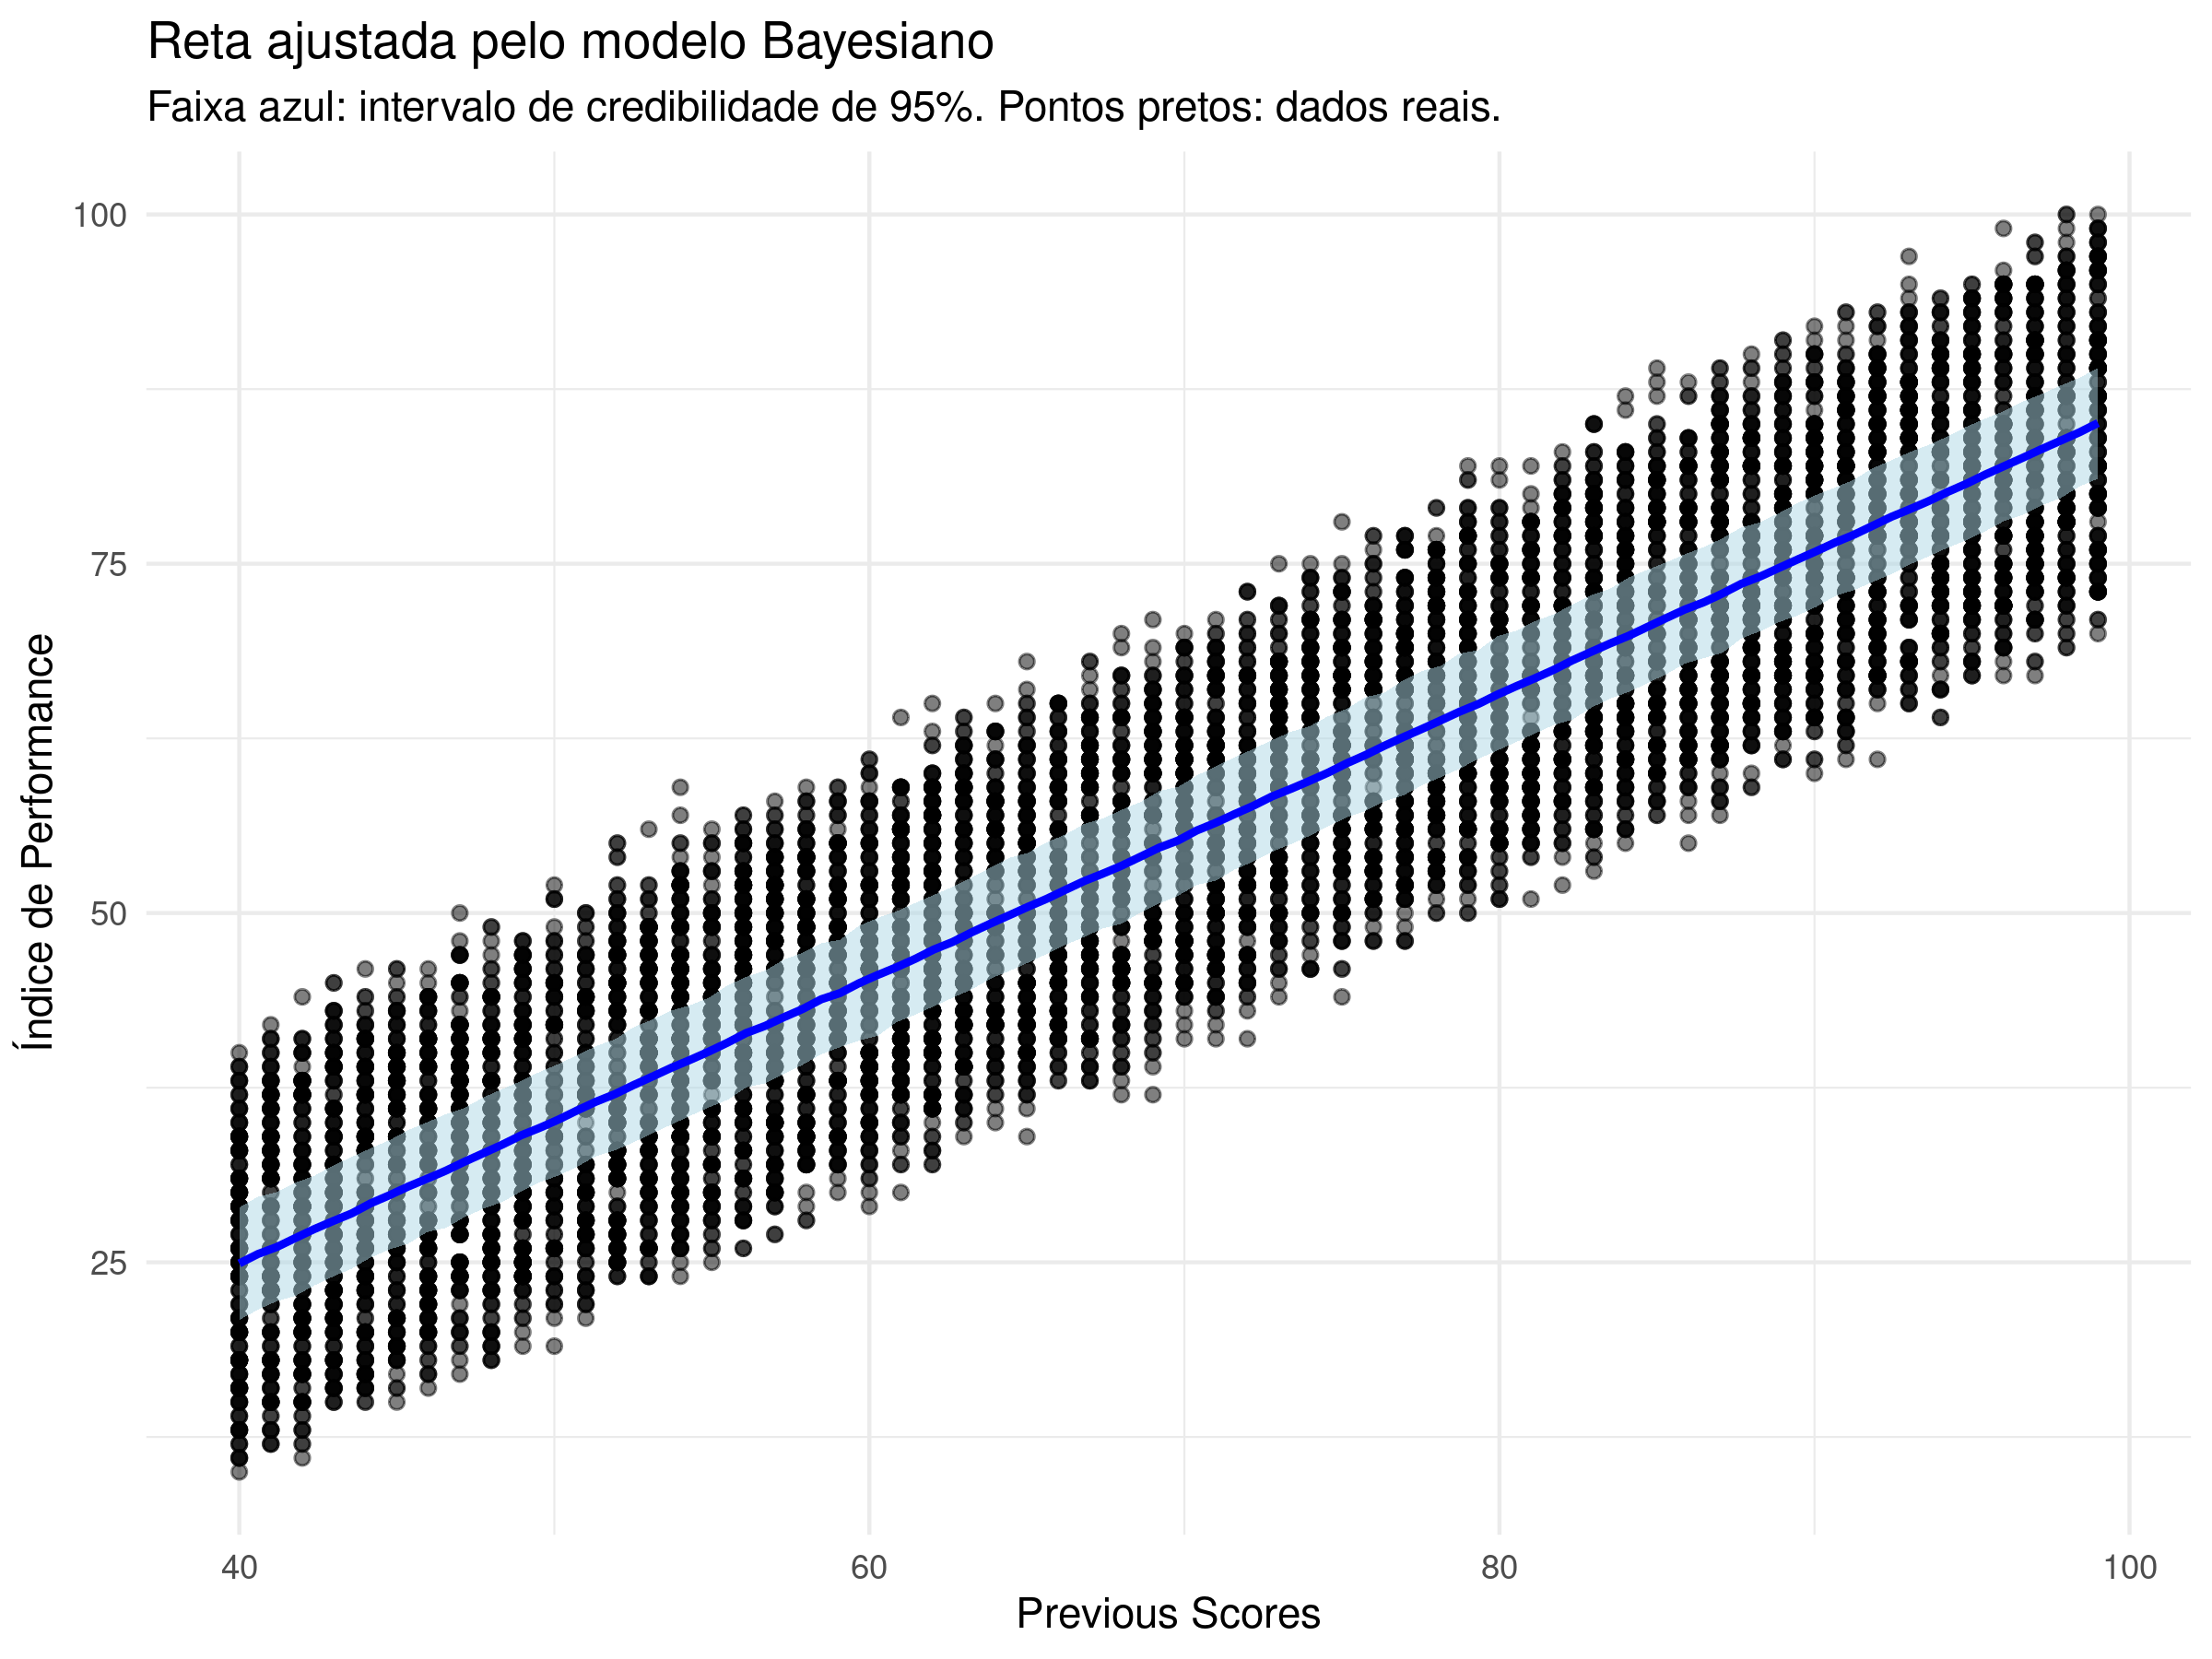 Reta ajustada pelo modelo Bayesiano
Faixa azul: intervalo de credibilidade de 95%. Pontos pretos: dados reais.
Índice de Performance
100
75
50
25
40
60
80
100
Previous Scores